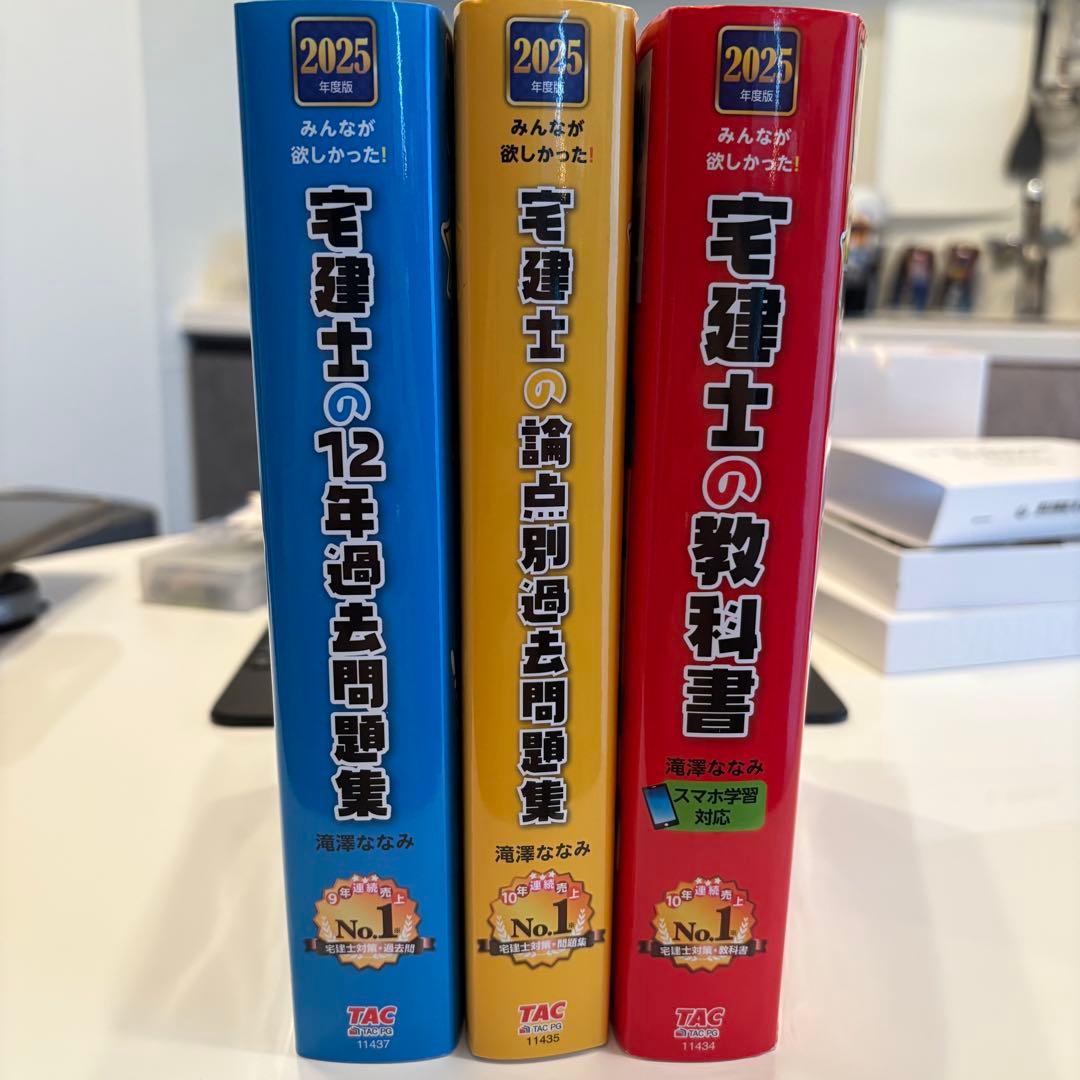 2025
年度版
みんなが
欲しかった!
宅建士の12年過去問題集
滝澤ななみ
9年連続売上
No.1
宅建士対策・過去問
TAC
TAC PG
11437
2025
年度版
みんなが
欲しかった!
宅建士の論点別過去問題集
滝澤ななみ
10年連続売上
No.1
宅建士対策・問題集
TAC
TAC PG
11435
2025
年度版
みんなが
欲しかった!
宅建士の教科書
滝澤ななみ
スマホ学習
対応
10年連続売上
No.1
宅建士対策・教科書
TAC
TAC PG
11434